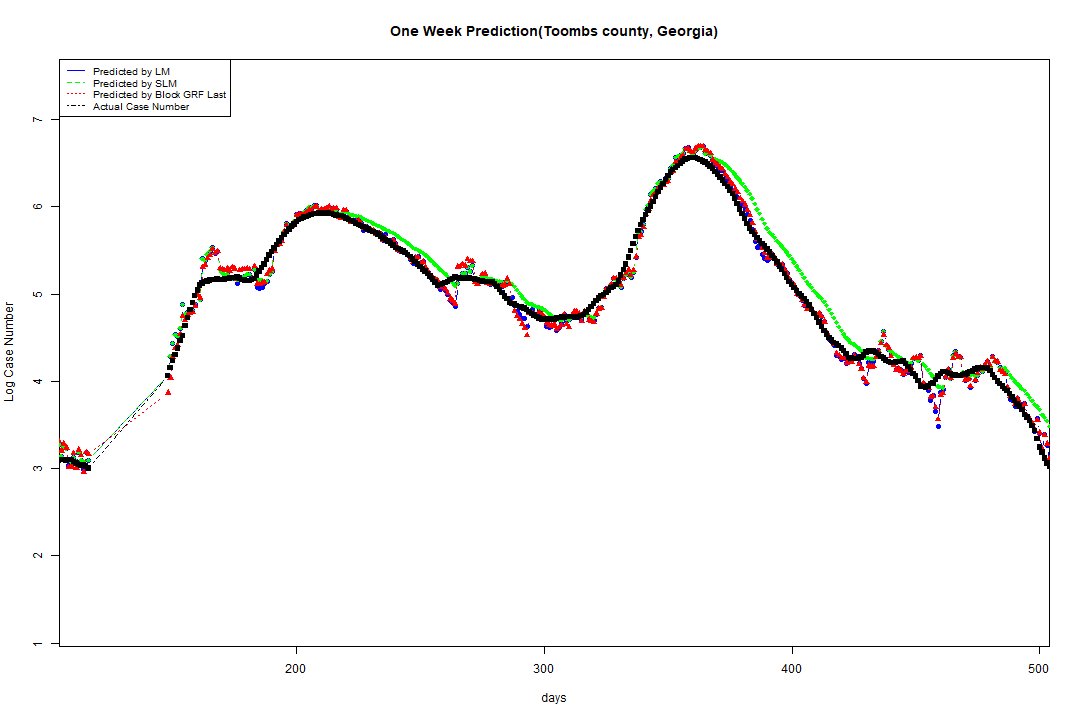 One Week Prediction(Toombs county, Georgia)
Predicted by LM
Predicted by SLM
Predicted by Block GRF Last
Actual Case Number
7
6
5
4
3
2
1
Log Case Number
200 300 400 500
days